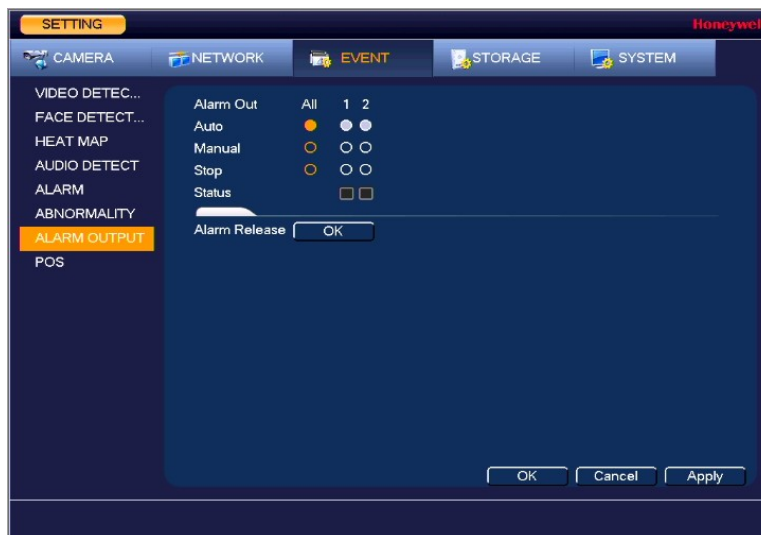 SETTING
Honeywel
CAMERA NETWORK EVENT STORAGE SYSTEM
VIDEO DETEC...
FACE DETECT...
HEAT MAP
AUDIO DETECT
ALARM
ABNORMALITY
ALARM OUTPUT
POS
Alarm Out All 1 2
Auto
Manual
Stop
Status
Alarm Release OK
OK Cancel Apply